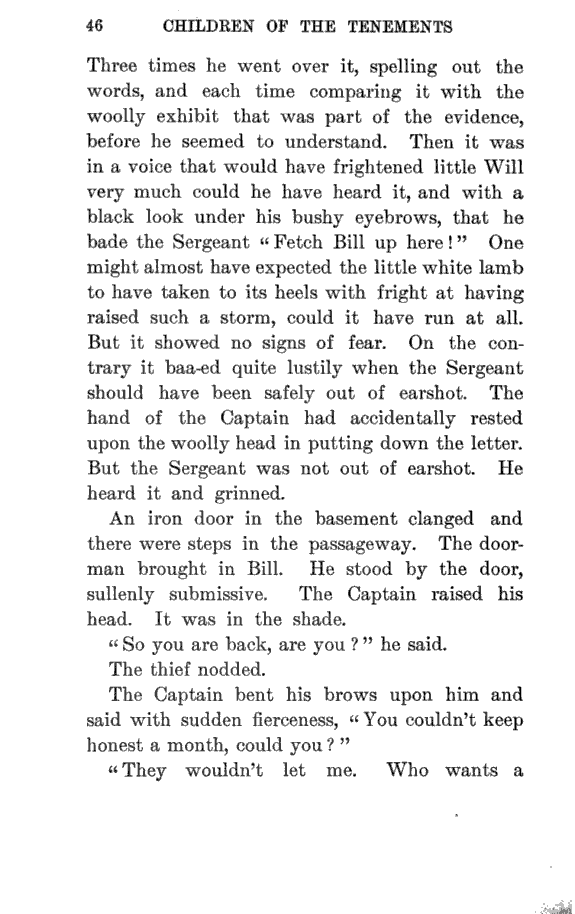 46 CHILDREN OF THE TENEMENTS
Three times he went over it, spelling out the
words, and each time comparing it with the
woolly exhibit that was part of the evidence,
before he seemed to understand. Then it was
in a voice that would have frightened little Will
very much could he have heard it, and with a
black look under his bushy eyebrows, that he
bade the Sergeant “Fetch Bill up here!” One
might almost have expected the little white lamb
to have taken to its heels with fright at having
raised such a storm, could it have run at all.
But it showed no signs of fear. On the con-
trary it baa-ed quite lustily when the Sergeant
should have been safely out of earshot. The
hand of the Captain had accidentally rested
upon the woolly head in putting down the letter.
But the Sergeant was not out of earshot. He
heard it and grinned.
An iron door in the basement clanged and
there were steps in the passageway. The door-
man brought in Bill. He stood by the door,
sullenly submissive. The Captain raised his
head. It was in the shade.
“So you are back, are you?” he said.
The thief nodded.
The Captain bent his brows upon him and
said with sudden fierceness, “You couldn’t keep
honest a month, could you?”
“They wouldn’t let me. Who wants a